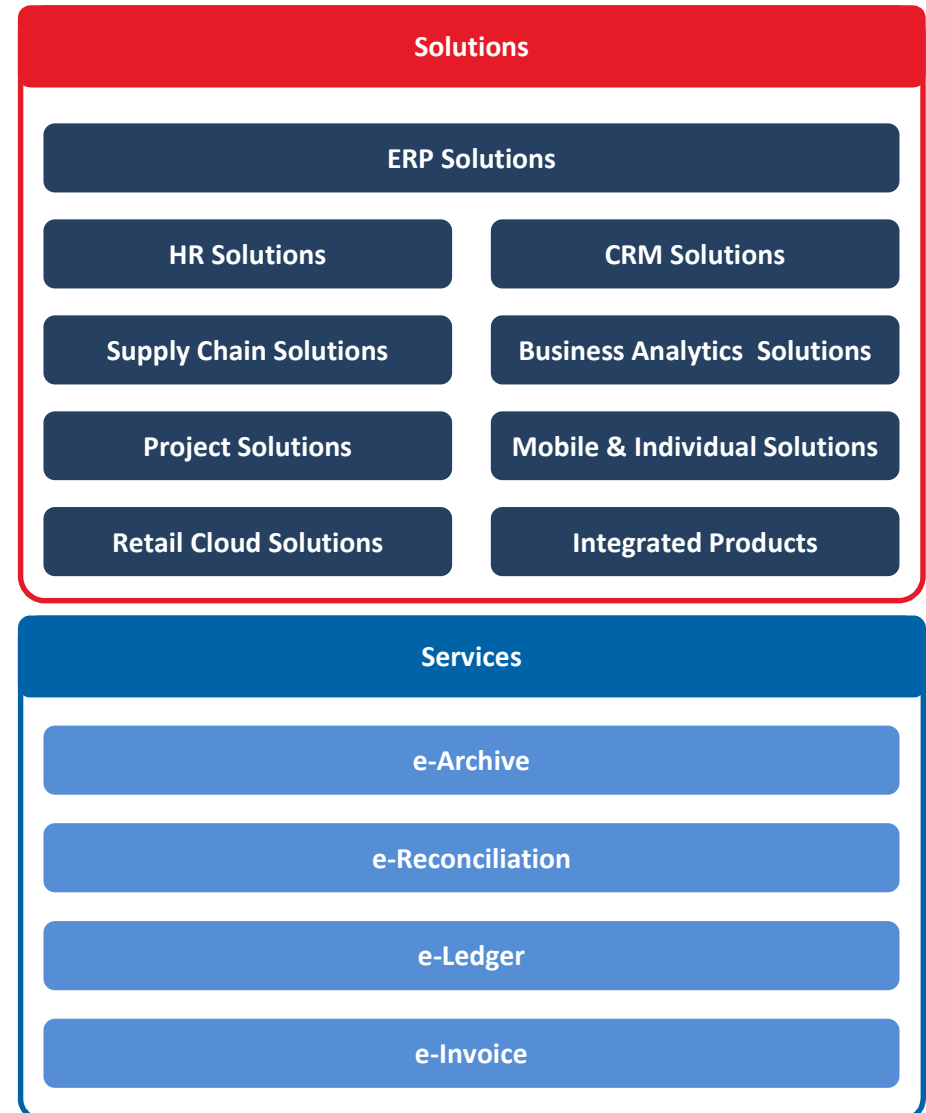 Solutions
ERP Solutions
HR Solutions
CRM Solutions
Supply Chain Solutions
Business Analytics  Solutions
Project Solutions
Mobile & Individual Solutions
Retail Cloud Solutions
Integrated Products
Services
e-Archive
e-Reconciliation
e-Ledger
e-Invoice